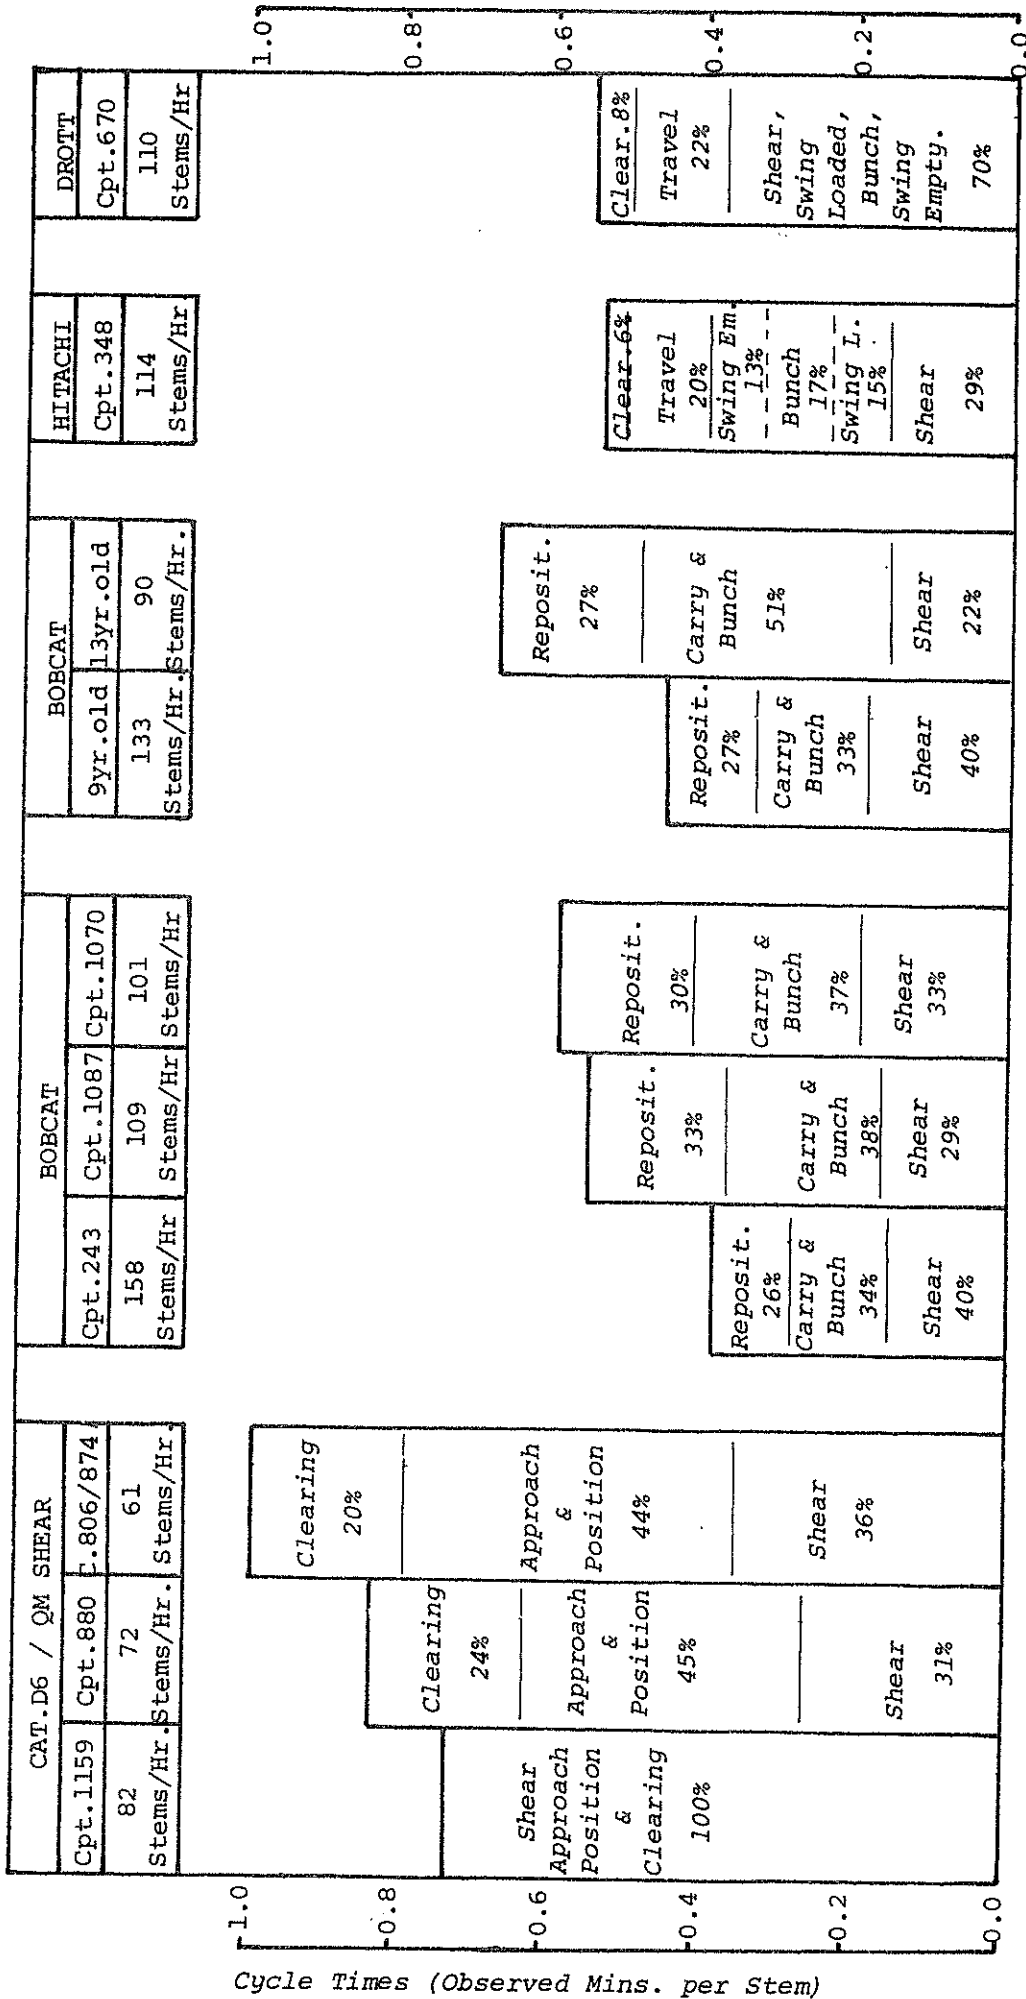 CAT.D6 / QM SHEAR
Cpt.1159 Cpt.880 C.806/874
82 72 61
Stems/Hr. Stems/Hr. Stems/Hr.
BOBCAT
Cpt.243 Cpt.1087 Cpt.1070
158 109 101
Stems/Hr Stems/Hr Stems/Hr
BOBCAT
9yr.old 13yr.old
133 90
Stems/Hr. Stems/Hr.
HITACHI
Cpt.348
114
Stems/Hr
DROTT
Cpt.670
110
Stems/Hr
Cycle Times (Observed Mins. per Stem)
1.0
0.8
0.6
0.4
0.2
0.0
Shear
Approach
Position
&
Clearing
100%
Clearing
24%
Approach
&
Position
45%
Shear
31%
Clearing
20%
Approach
&
Position
44%
Shear
36%
Reposit.
26%
Carry &
Bunch
34%
Shear
40%
Reposit.
33%
Carry &
Bunch
38%
Shear
29%
Reposit.
30%
Carry &
Bunch
37%
Shear
33%
Reposit.
27%
Carry &
Bunch
33%
Shear
40%
Reposit.
27%
Carry &
Bunch
51%
Shear
22%
Clear.6%
Travel
20%
Swing Em.
13%
Bunch
17%
Swing L.
15%
Shear
29%
Clear.8%
Travel
22%
Shear,
Swing
Loaded,
Bunch,
Swing
Empty.
70%
1.0
0.8
0.6
0.4
0.2
0.0